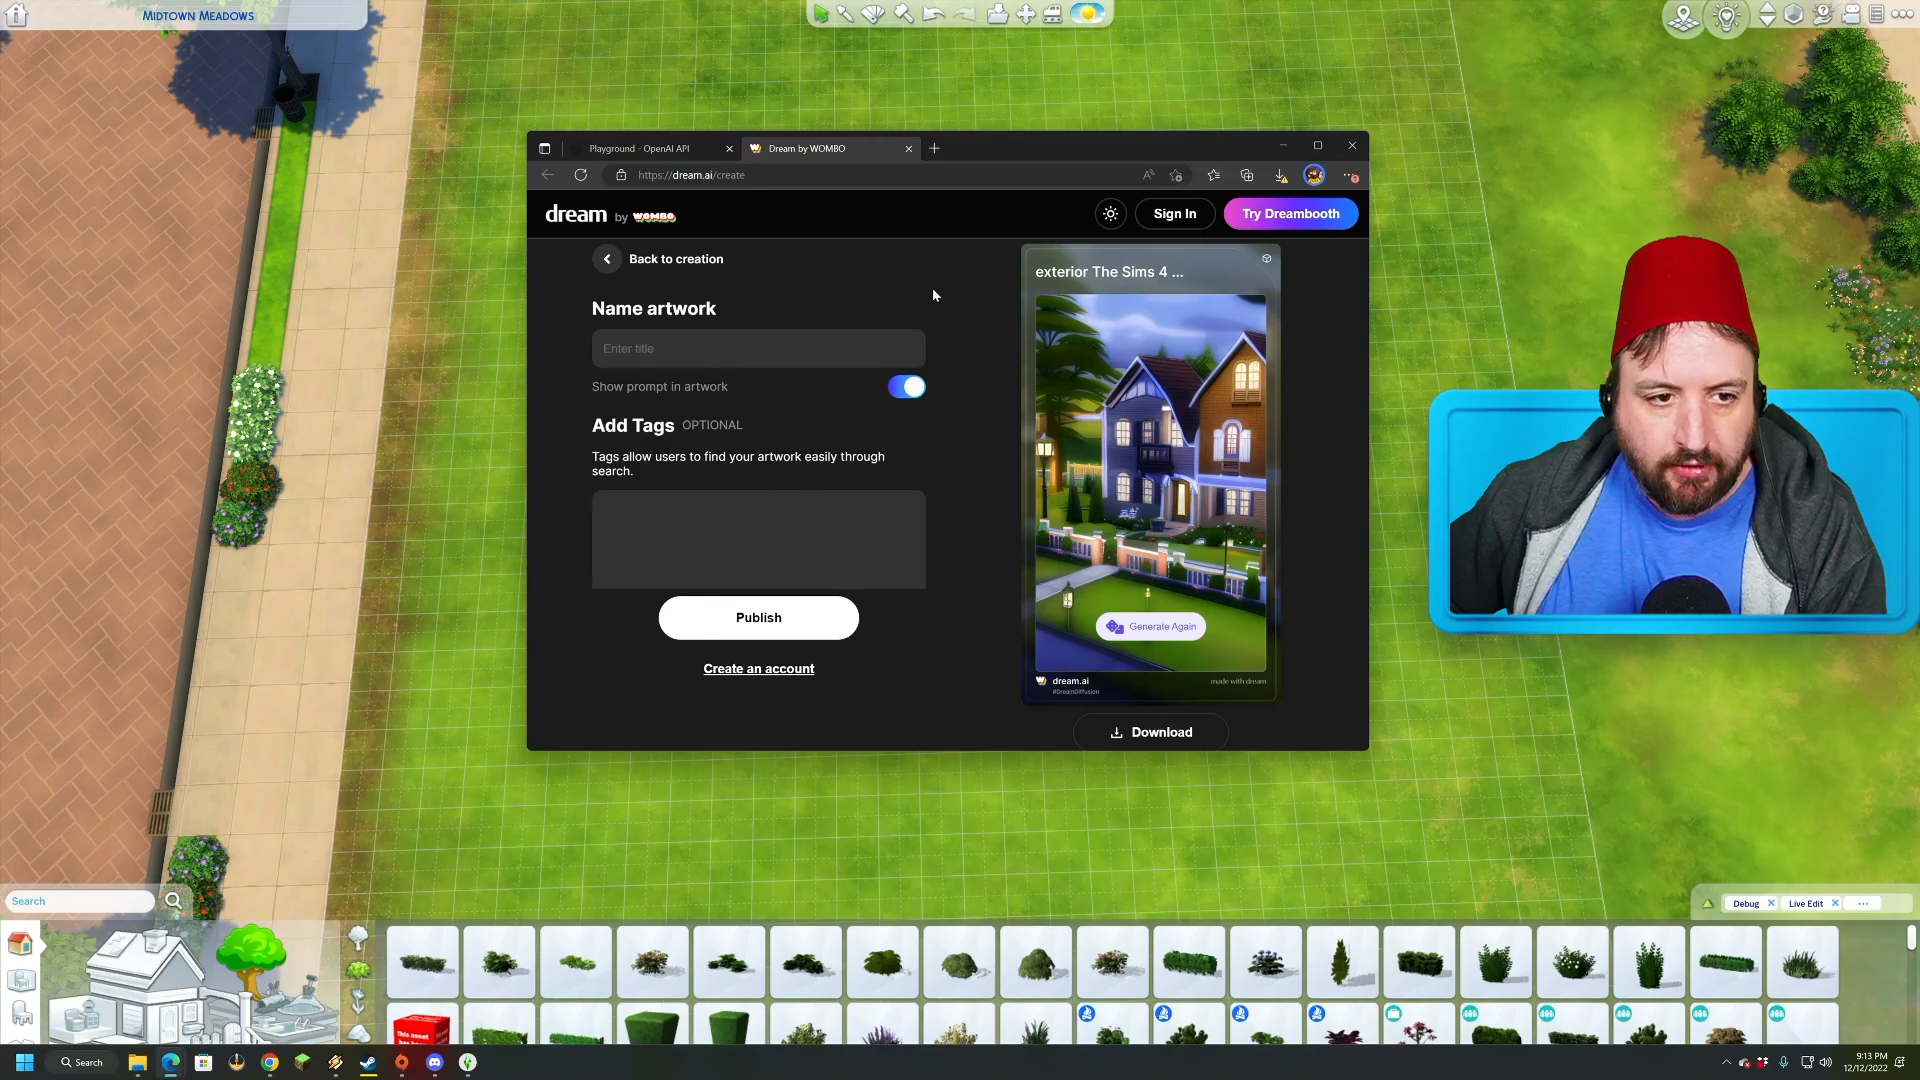 Midtown Meadows
Playground - OpenAI API
Dream by WOMBO
https://dream.ai/create
dream by WOMBO
Sign In
Try Dreambooth
Back to creation
exterior The Sims 4 ...
Name artwork
Enter title
Show prompt in artwork
Add Tags OPTIONAL
Tags allow users to find your artwork easily through
search.
Publish
Generate Again
Create an account
dream.ai
made with dream
#DreamDiffusion
Download
Search
Debug
Live Edit
This asset
Search
9:13 PM
12/12/2022